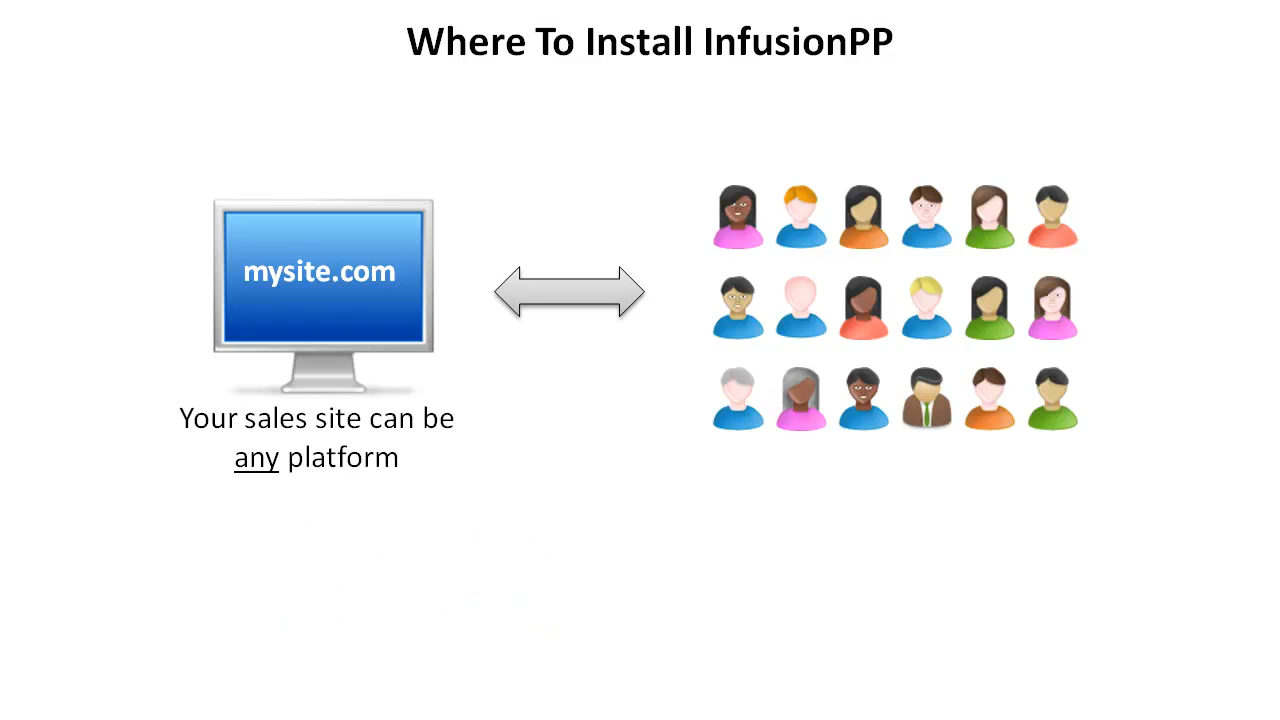 Where To Install InfusionPP
mysite.com
Your sales site can be
any platform